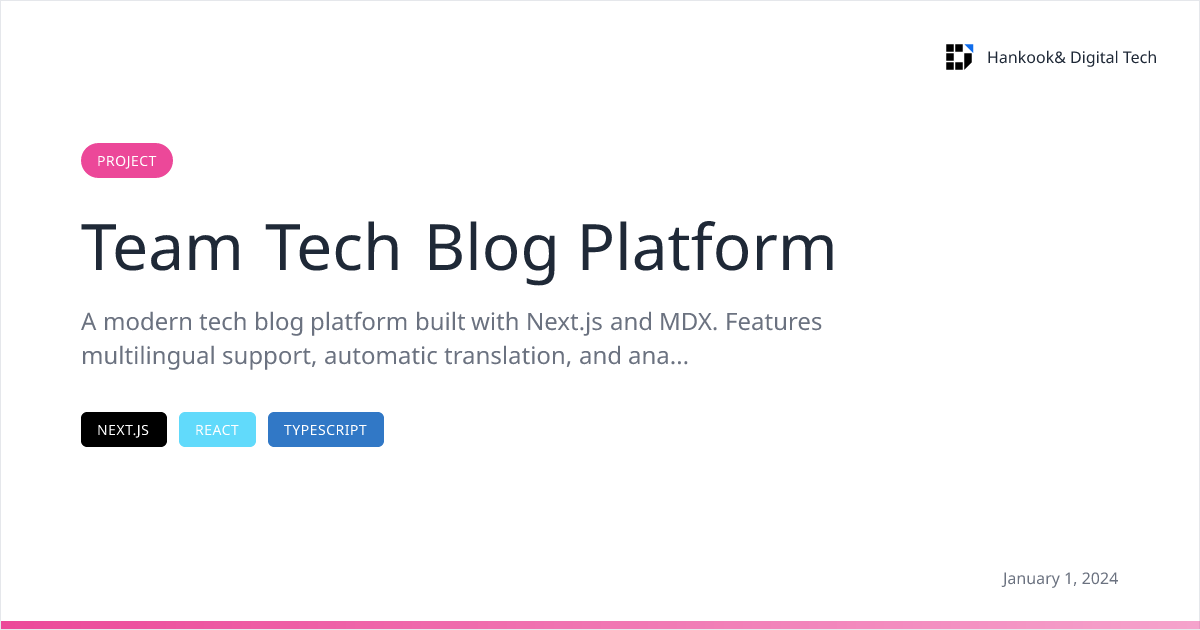 Hankook& Digital Tech
PROJECT
Team Tech Blog Platform
A modern tech blog platform built with Next.js and MDX. Features
multilingual support, automatic translation, and ana...
NEXT.JS REACT TYPESCRIPT
January 1, 2024